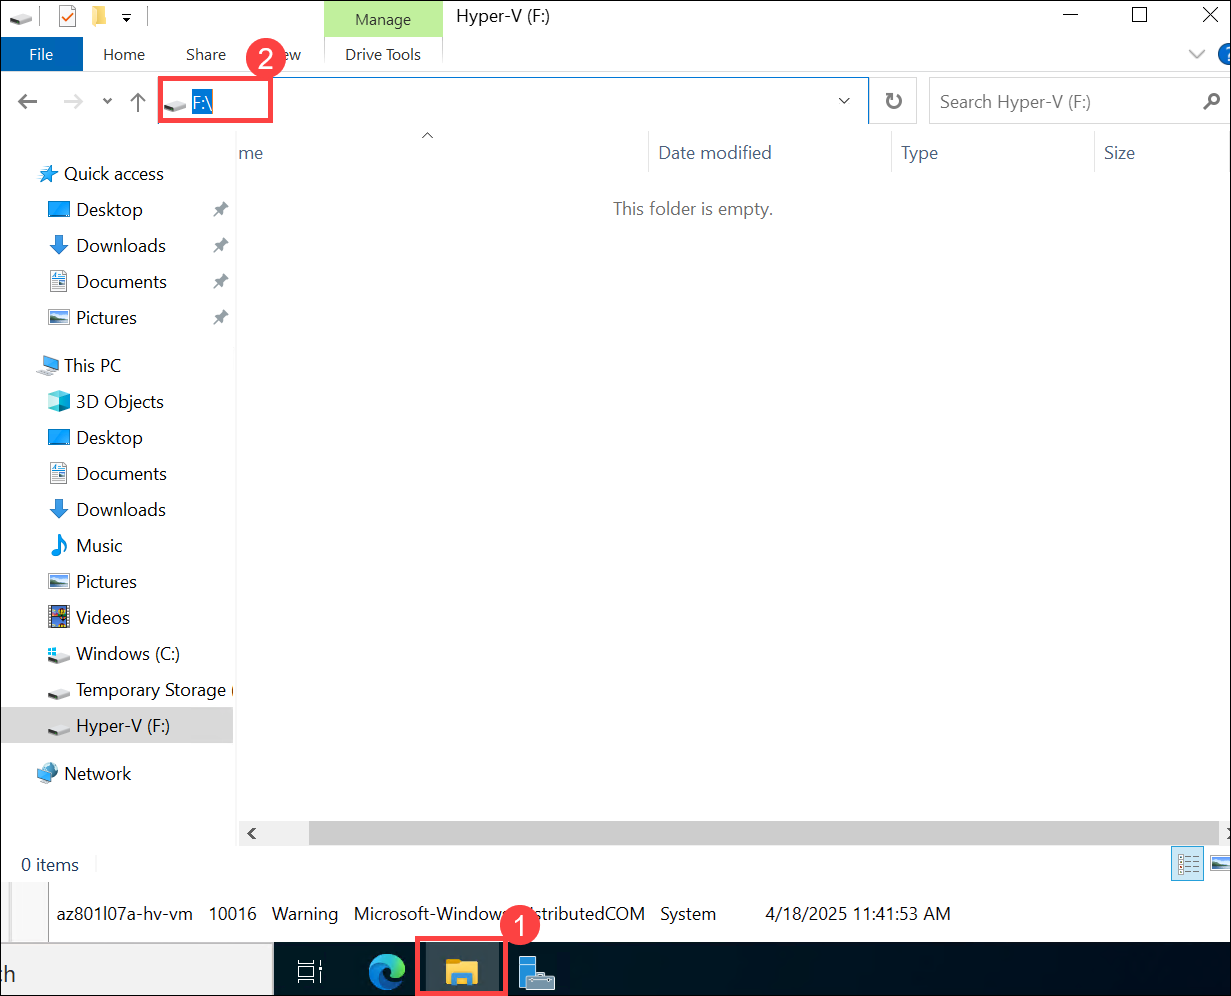 Manage
Hyper-V (F:)
File
Home
Share
2
ew
Drive Tools
?
F:\
Search Hyper-V (F:)
me
Date modified
Type
Size
Quick access
Desktop
Downloads
Documents
Pictures
This folder is empty.
This PC
3D Objects
Desktop
Documents
Downloads
Music
Pictures
Videos
Windows (C:)
Temporary Storage (
Hyper-V (F:)
Network
0 items
az801l07a-hv-vm 10016 Warning Microsoft-Window stributedCOM System 4/18/2025 11:41:53 AM
1
ch